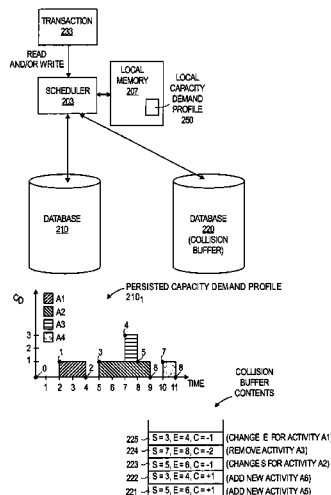 TRANSACTION
233
READ
AND/OR WRITE
SCHEDULER
203
LOCAL
MEMORY
207
LOCAL
CAPACITY
DEMAND
PROFILE
250
DATABASE
210
DATABASE
220
(COLLISION
BUFFER)
PERSISTED CAPACITY DEMAND PROFILE
210₁
C_D
A1
A2
A3
A4
3
2
1
0 1 2 3 4 5 6 7 8
1 2 3 4 5 6 7 8 9 10 11 TIME
COLLISION
BUFFER
CONTENTS
225 S = 3, E = 4, C = -1 (CHANGE E FOR ACTIVITY A1)
224 S = 7, E = 8, C = -2 (REMOVE ACTIVITY A3)
223 S = 5, E = 6, C = -1 (CHANGE S FOR ACTIVITY A2)
222 S = 3, E = 4, C = +1 (ADD NEW ACTIVITY A6)
221 S = 5, E = 6, C = +1 (ADD NEW ACTIVITY A5)